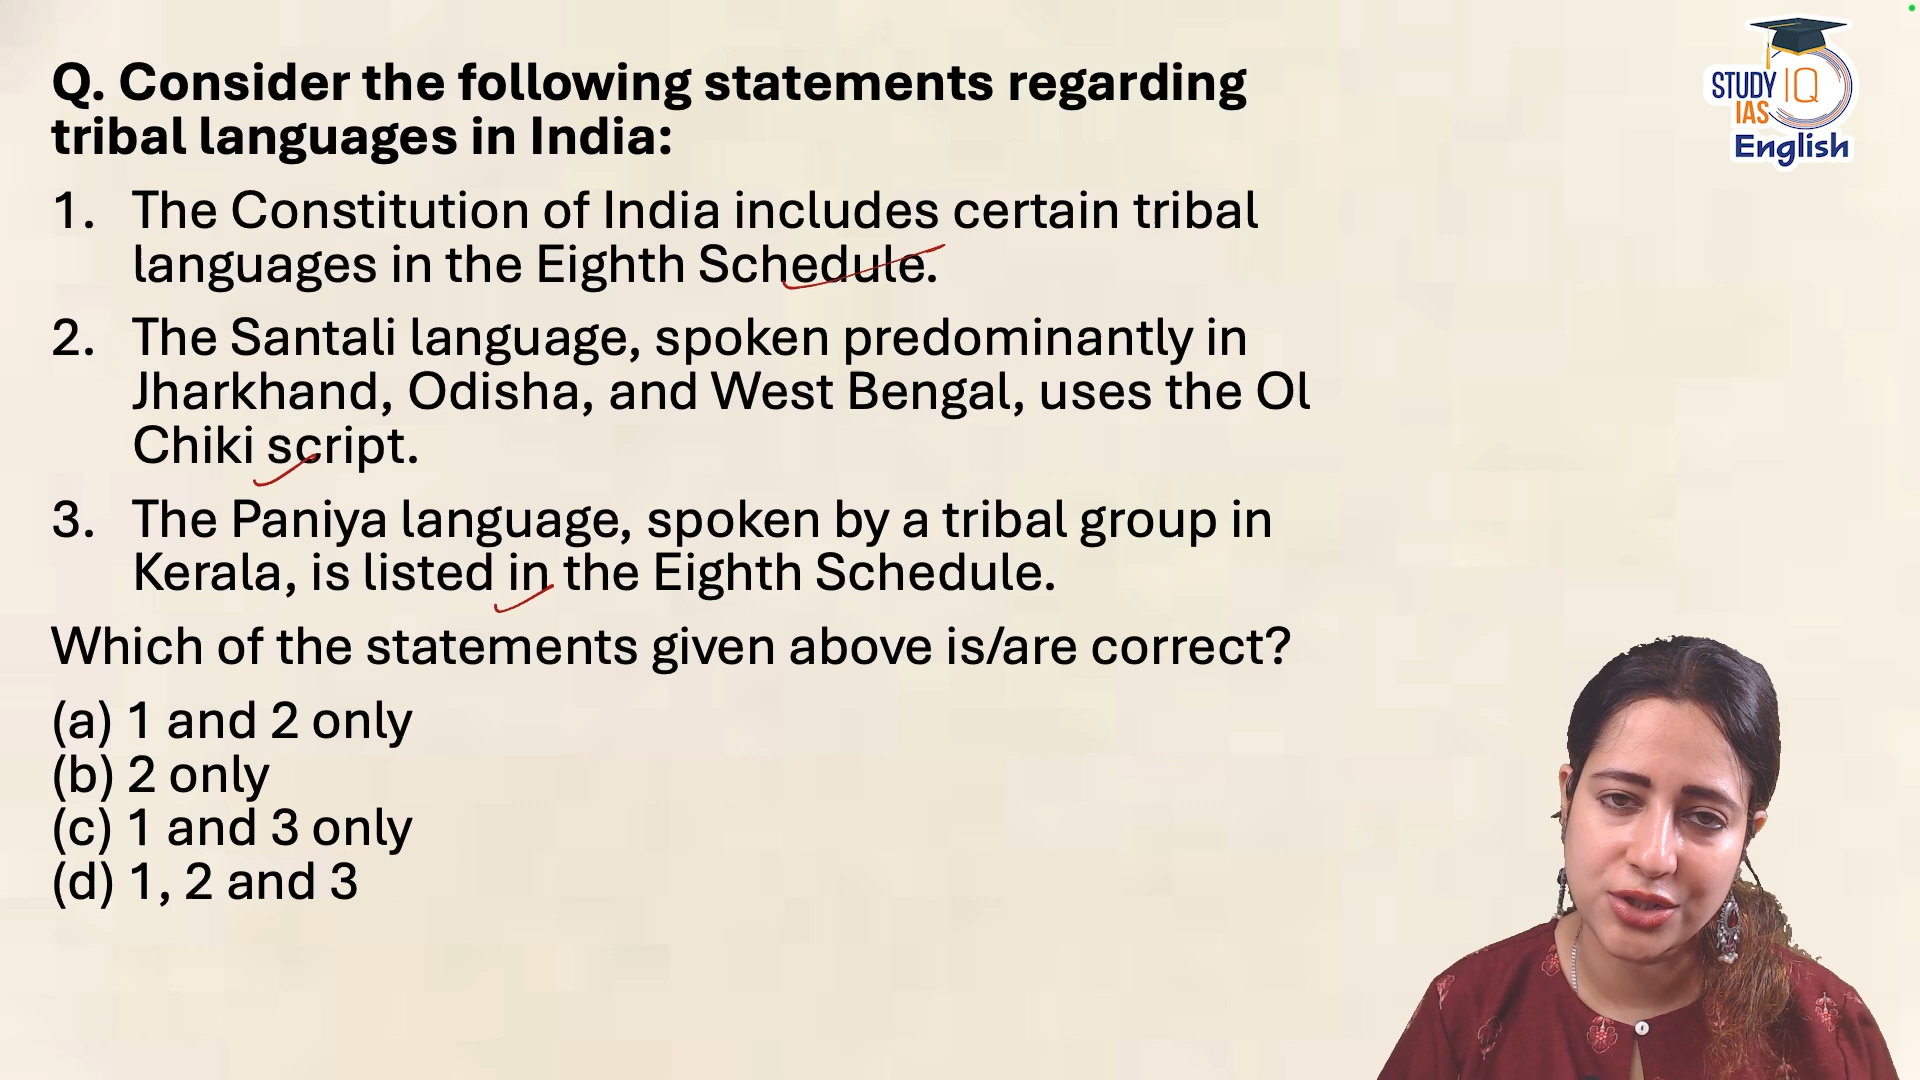 Q. Consider the following statements regarding
tribal languages in India:
1. The Constitution of India includes certain tribal
languages in the Eighth Schedule.
2. The Santali language, spoken predominantly in
Jharkhand, Odisha, and West Bengal, uses the Ol
Chiki script.
3. The Paniya language, spoken by a tribal group in
Kerala, is listed in the Eighth Schedule.
Which of the statements given above is/are correct?
(a) 1 and 2 only
(b) 2 only
(c) 1 and 3 only
(d) 1, 2 and 3
STUDY IQ
IAS
English